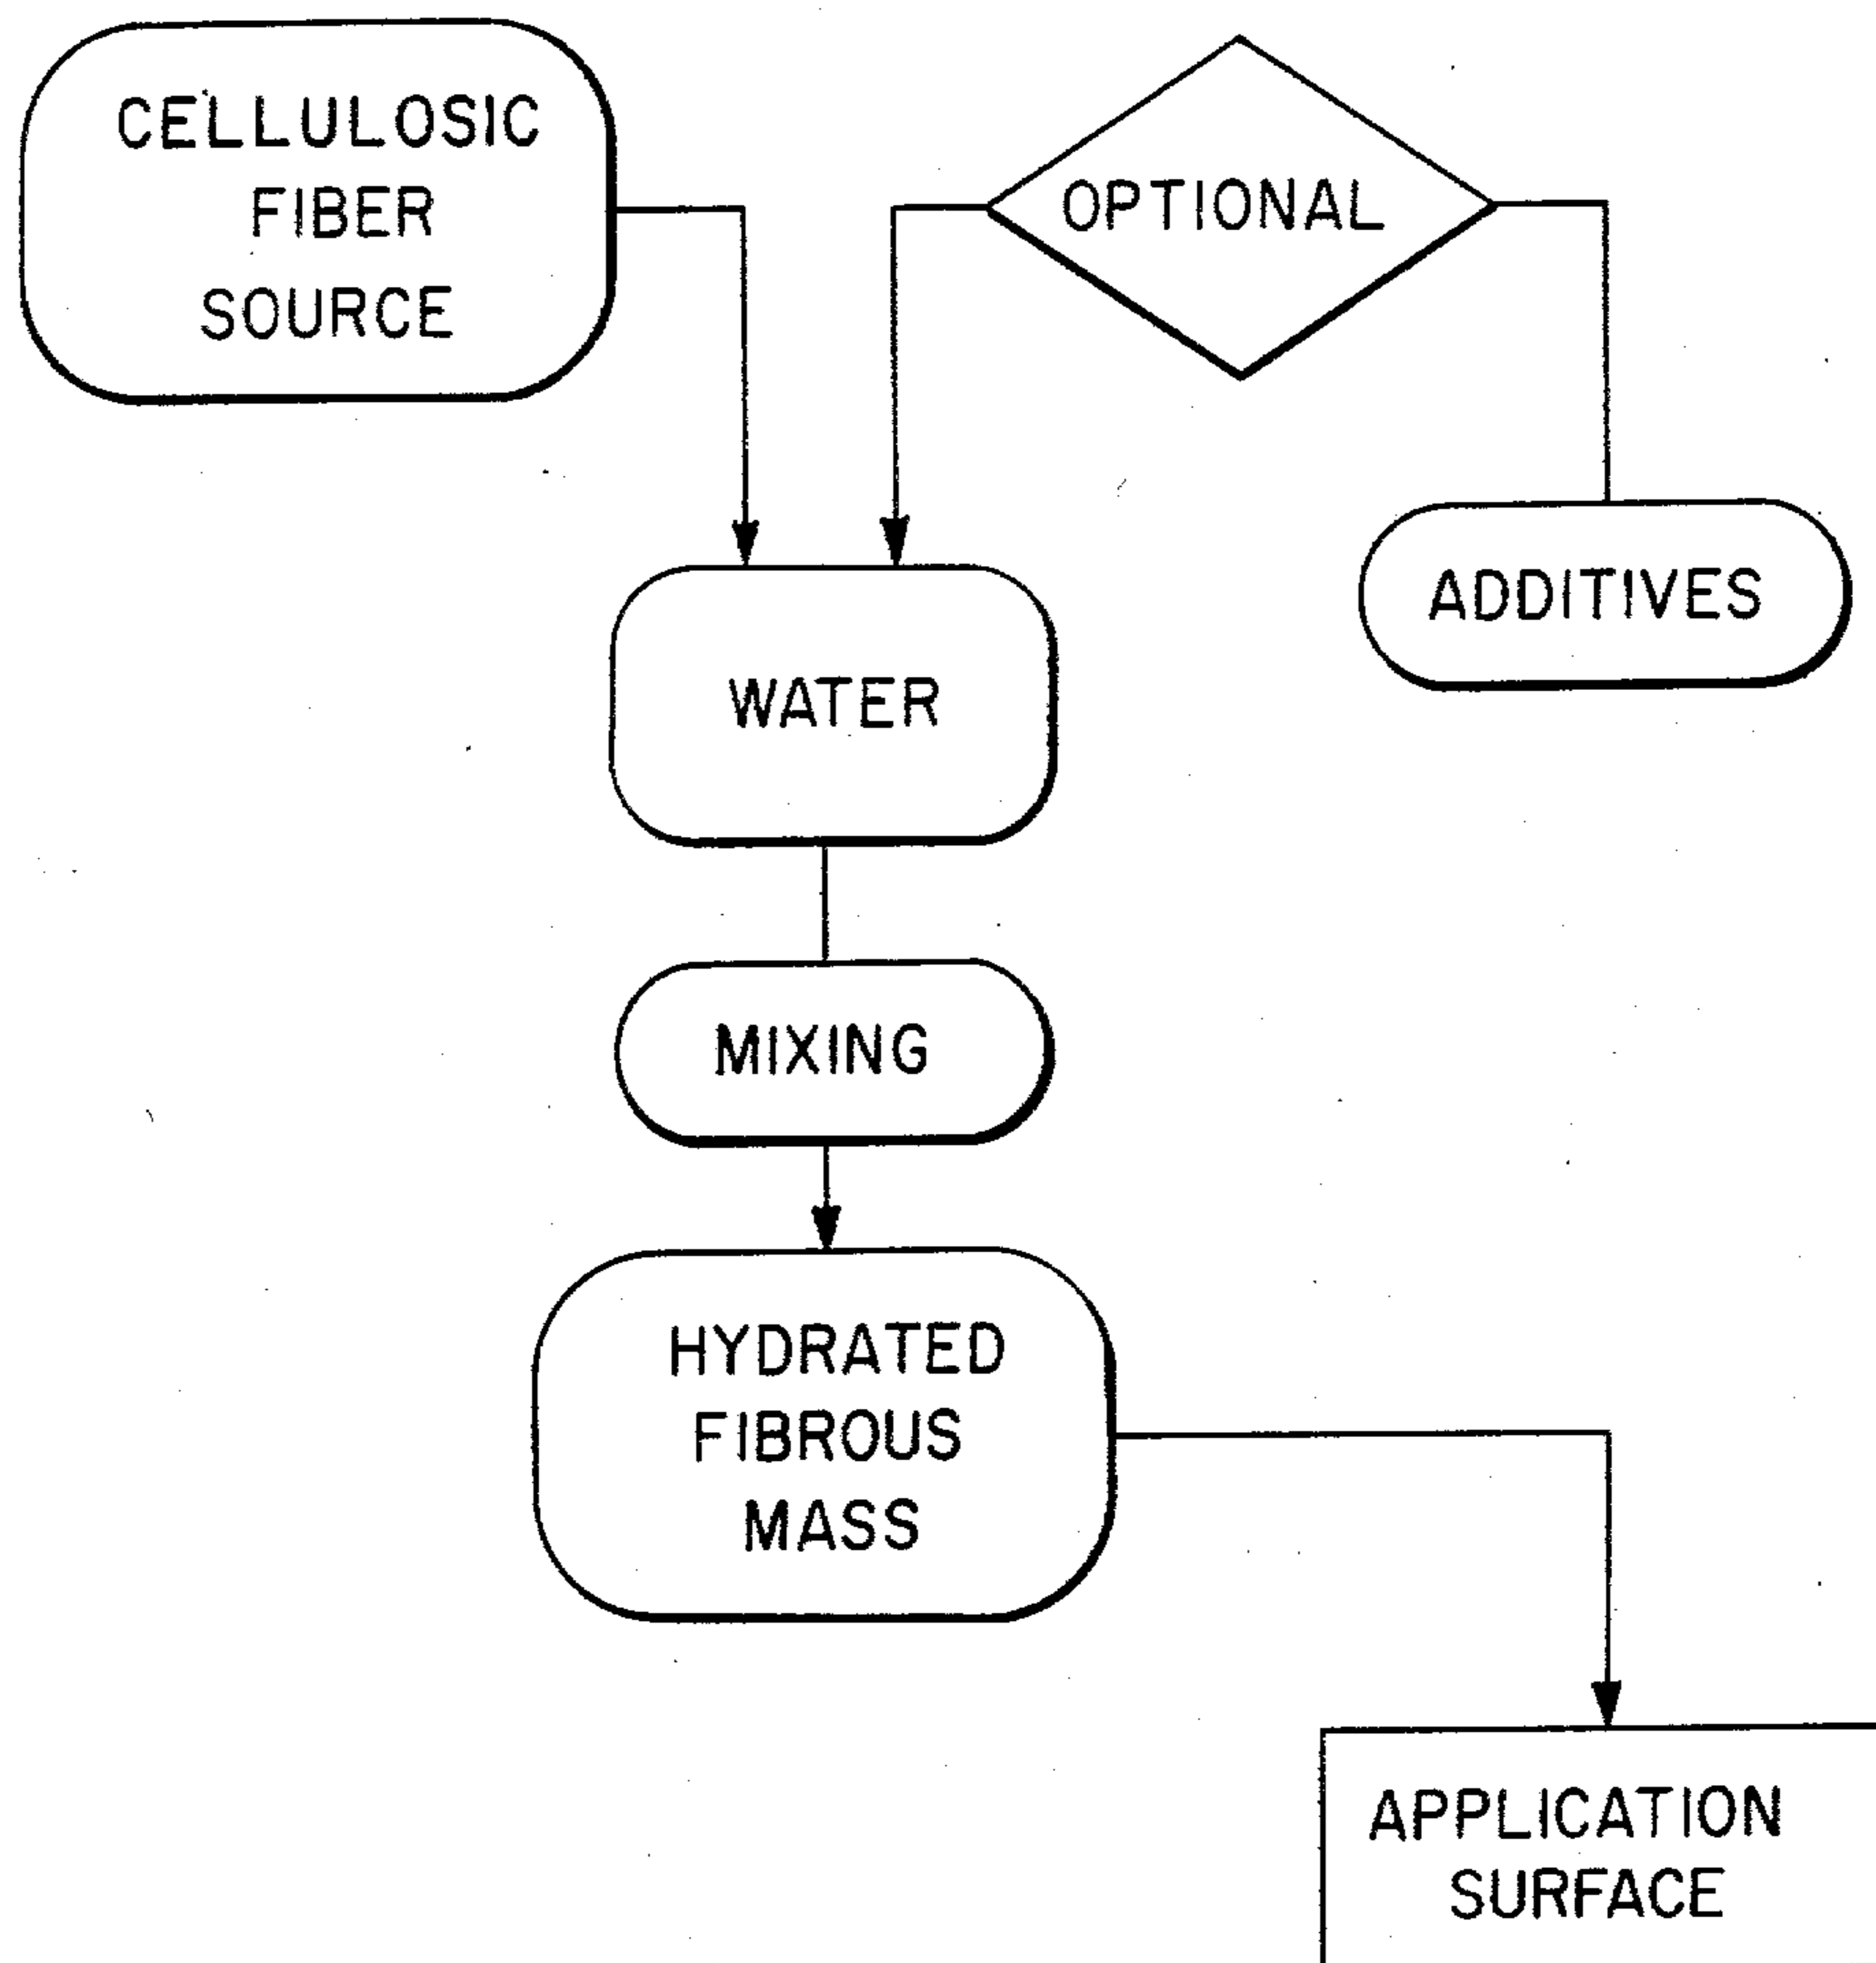 CELLULOSIC
FIBER
SOURCE
OPTIONAL
ADDITIVES
WATER
MIXING
HYDRATED
FIBROUS
MASS
APPLICATION
SURFACE